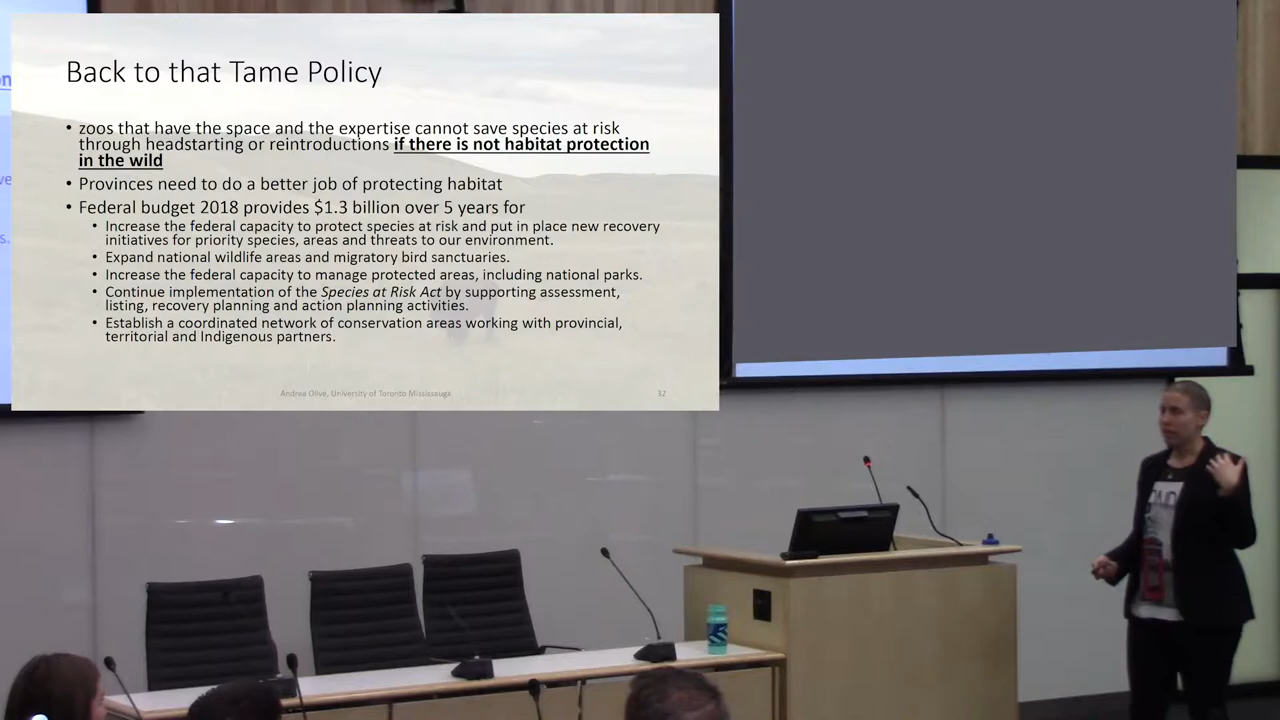 Back to that Tame Policy
• zoos that have the space and the expertise cannot save species at risk
through headstarting or reintroductions if there is not habitat protection
in the wild
• Provinces need to do a better job of protecting habitat
• Federal budget 2018 provides $1.3 billion over 5 years for
• Increase the federal capacity to protect species at risk and put in place new recovery
initiatives for priority species, areas and threats to our environment.
• Expand national wildlife areas and migratory bird sanctuaries.
• Increase the federal capacity to manage protected areas, including national parks.
• Continue implementation of the Species at Risk Act by supporting assessment,
listing, recovery planning and action planning activities.
• Establish a coordinated network of conservation areas working with provincial,
territorial and Indigenous partners.
Andrea Olive, University of Toronto Mississauga 32